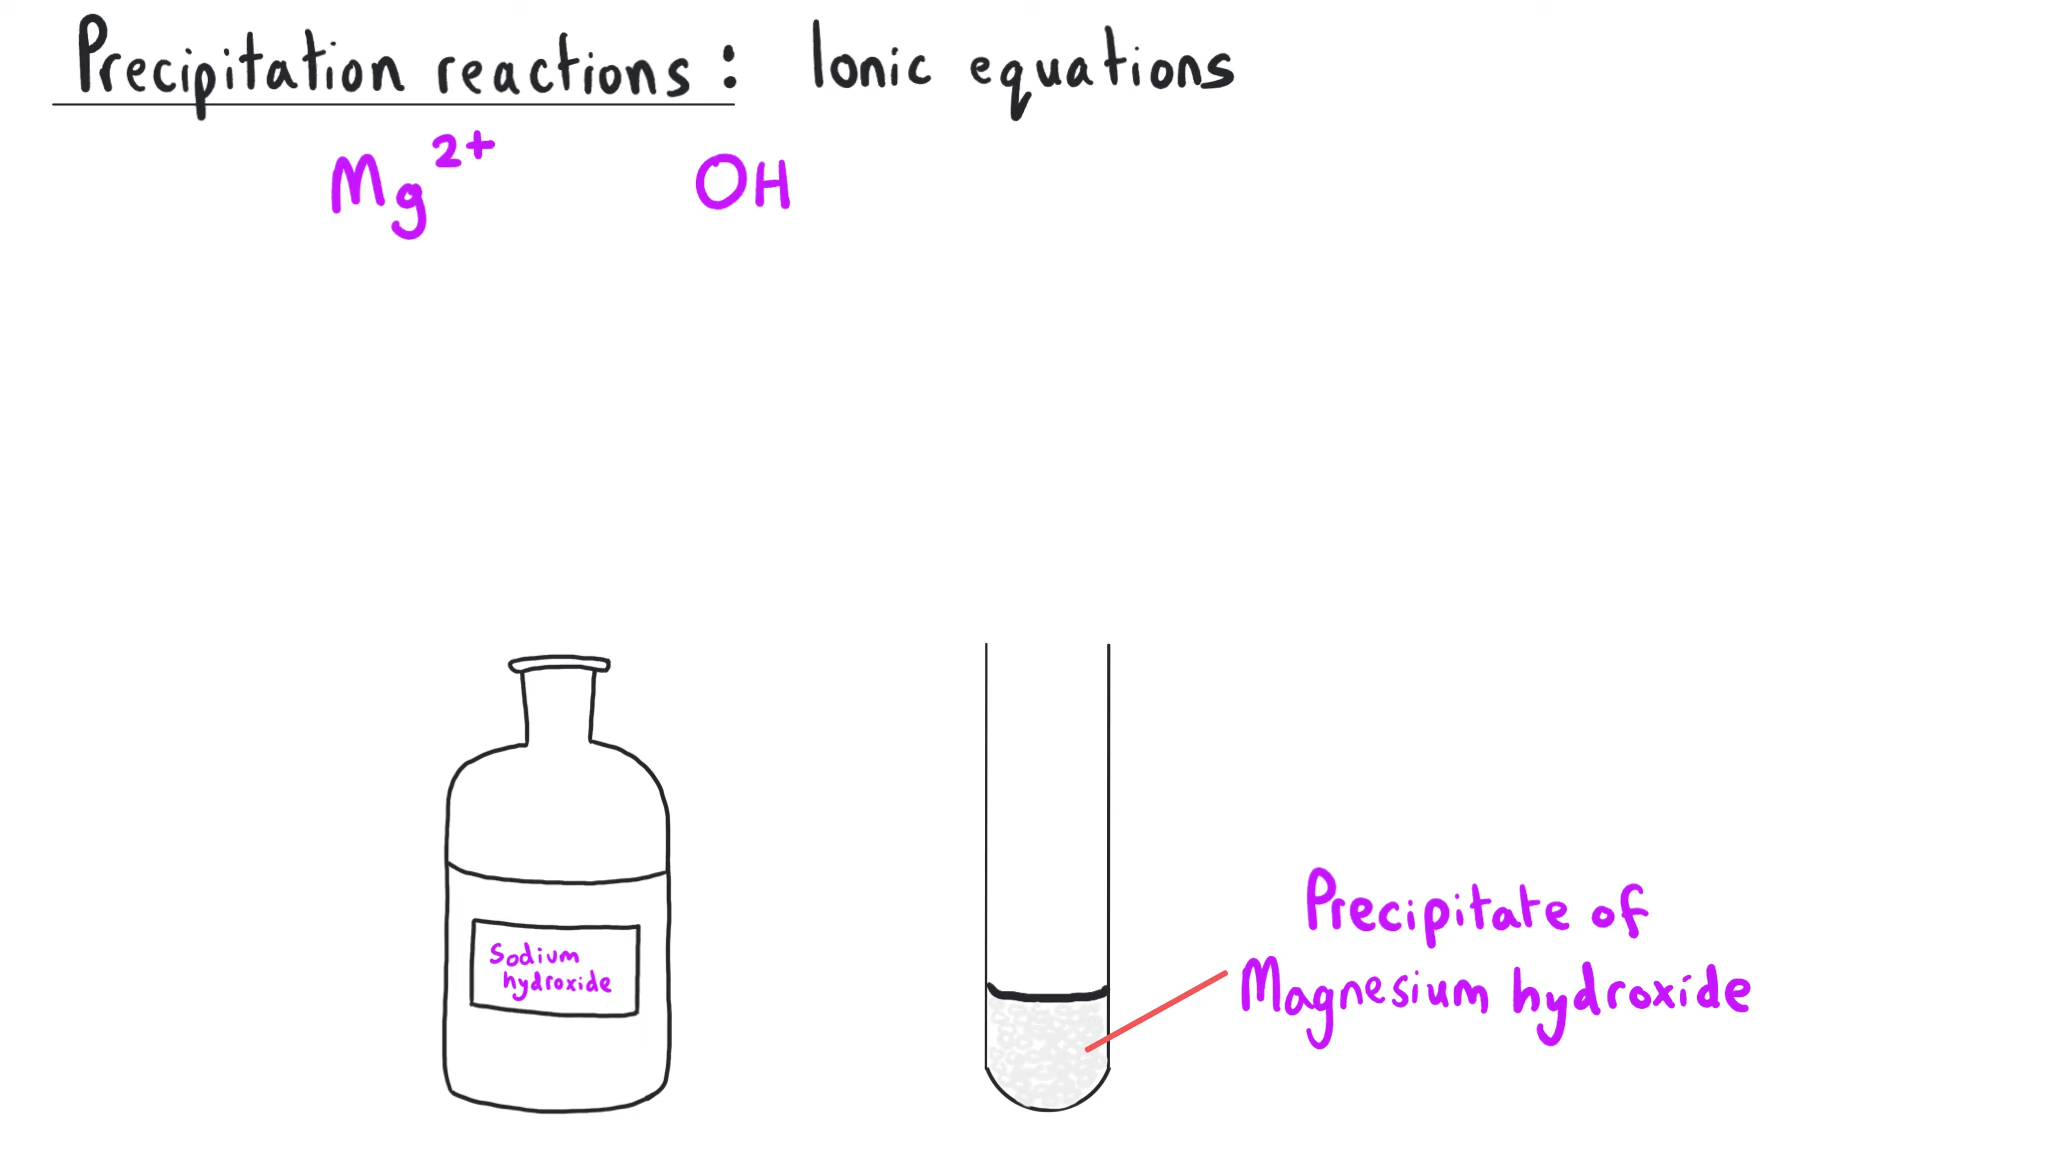 Precipitation reactions : Ionic equations
Mg²⁺ OH
Sodium
hydroxide
Precipitate of
Magnesium hydroxide